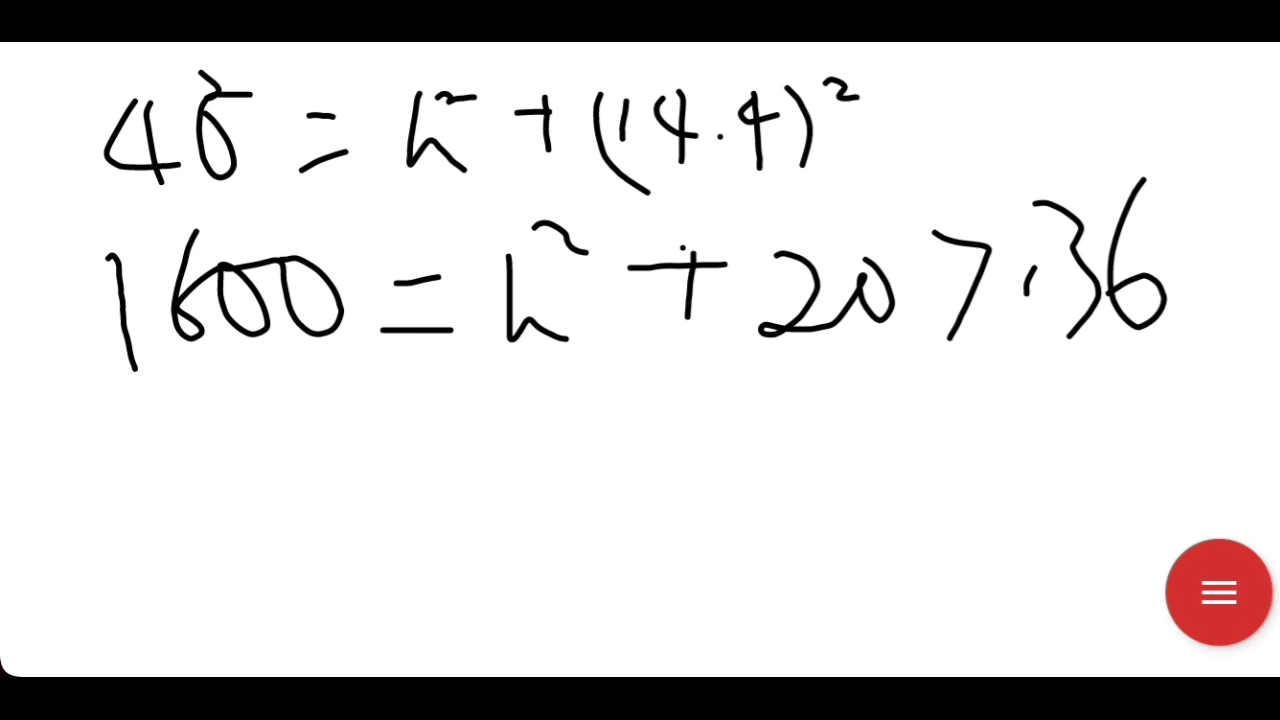 40² = h² + (14.4)²
1600 = h² + 207.36